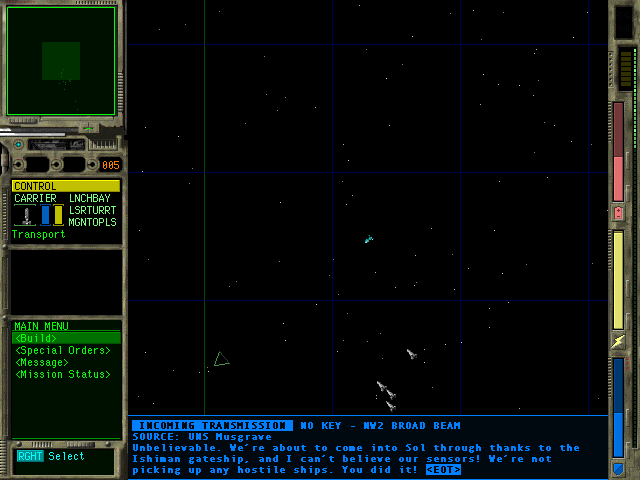 005
CONTROL
CARRIER LNCHBAY
LSRTURRT
MGNTOPLS
Transport
MAIN MENU
<Build>
<Special Orders>
<Message>
<Mission Status>
RGHT Select
INCOMING TRANSMISSION NO KEY - NW2 BROAD BEAM
SOURCE: UNS Musgrave
Unbelievable. We're about to come into Sol through thanks to the
Ishiman gateship, and I can't believe our sensors! We're not
picking up any hostile ships. You did it! <EOT>